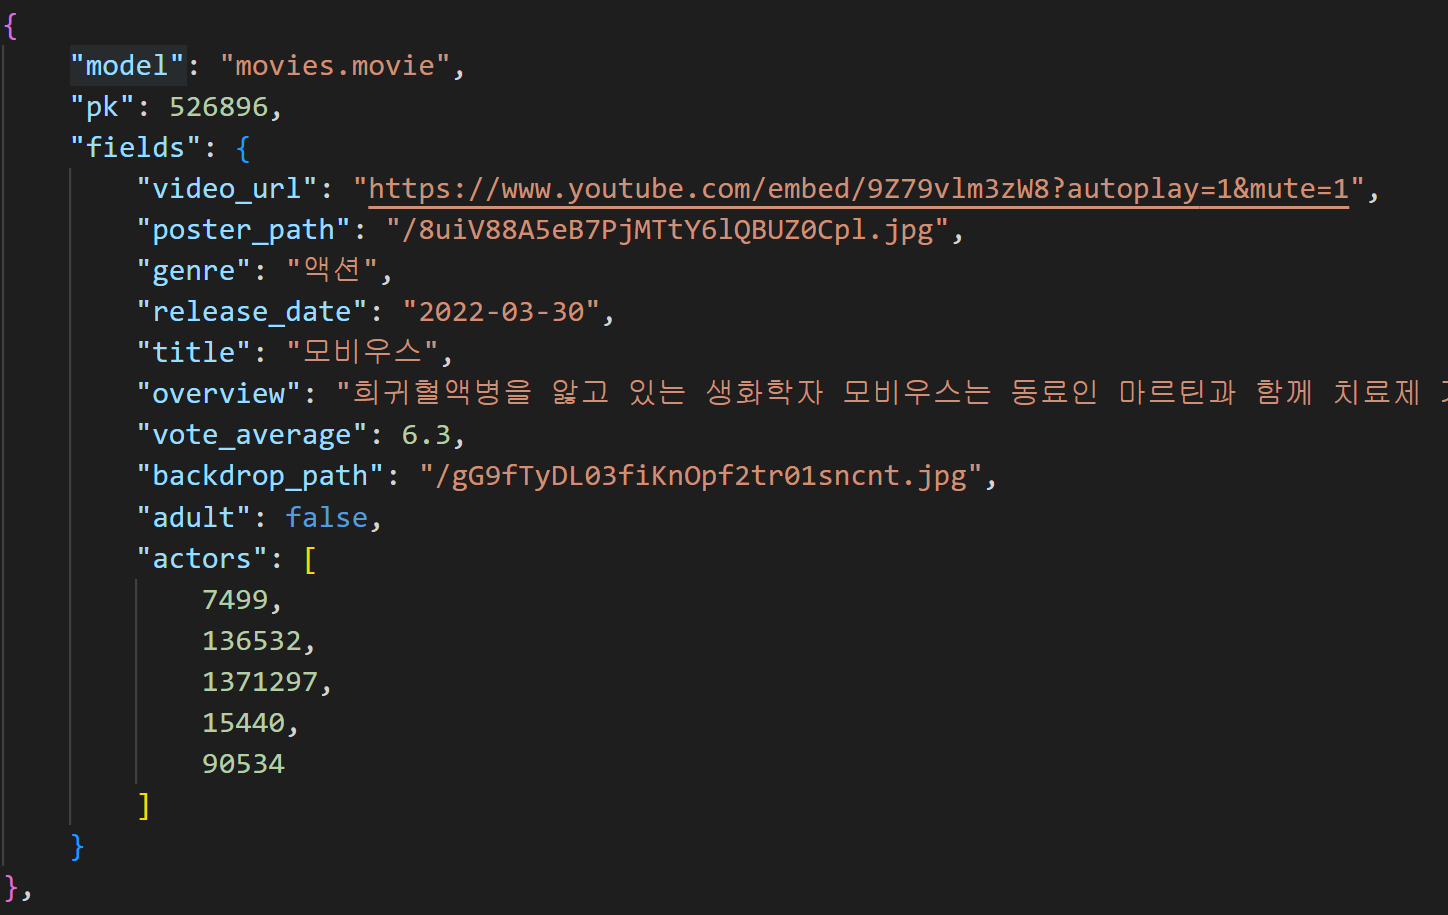 {
"model": "movies.movie",
"pk": 526896,
"fields": {
"video_url": "https://www.youtube.com/embed/9Z79vlm3zW8?autoplay=1&mute=1",
"poster_path": "/8uiV88A5eB7PjMTtY6lQBUZ0Cpl.jpg",
"genre": "액션",
"release_date": "2022-03-30",
"title": "모비우스",
"overview": "희귀혈액병을 앓고 있는 생화학자 모비우스는 동료인 마르틴과 함께 치료제
"vote_average": 6.3,
"backdrop_path": "/gG9fTyDL03fiKnOpf2tr01sncnt.jpg",
"adult": false,
"actors": [
7499,
136532,
1371297,
15440,
90534
]
}
},